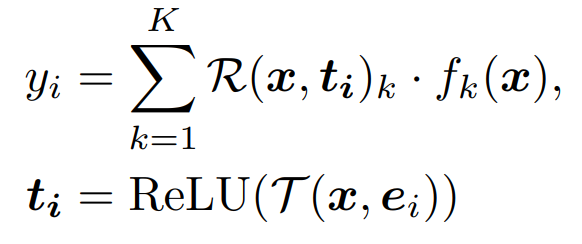 $y_i = \sum_{k=1}^{K} \mathcal{R}(\boldsymbol{x}, \boldsymbol{t_i})_k \cdot f_k(\boldsymbol{x}),$
$\boldsymbol{t_i} = \mathrm{ReLU}(\mathcal{T}(\boldsymbol{x}, \boldsymbol{e}_i))$